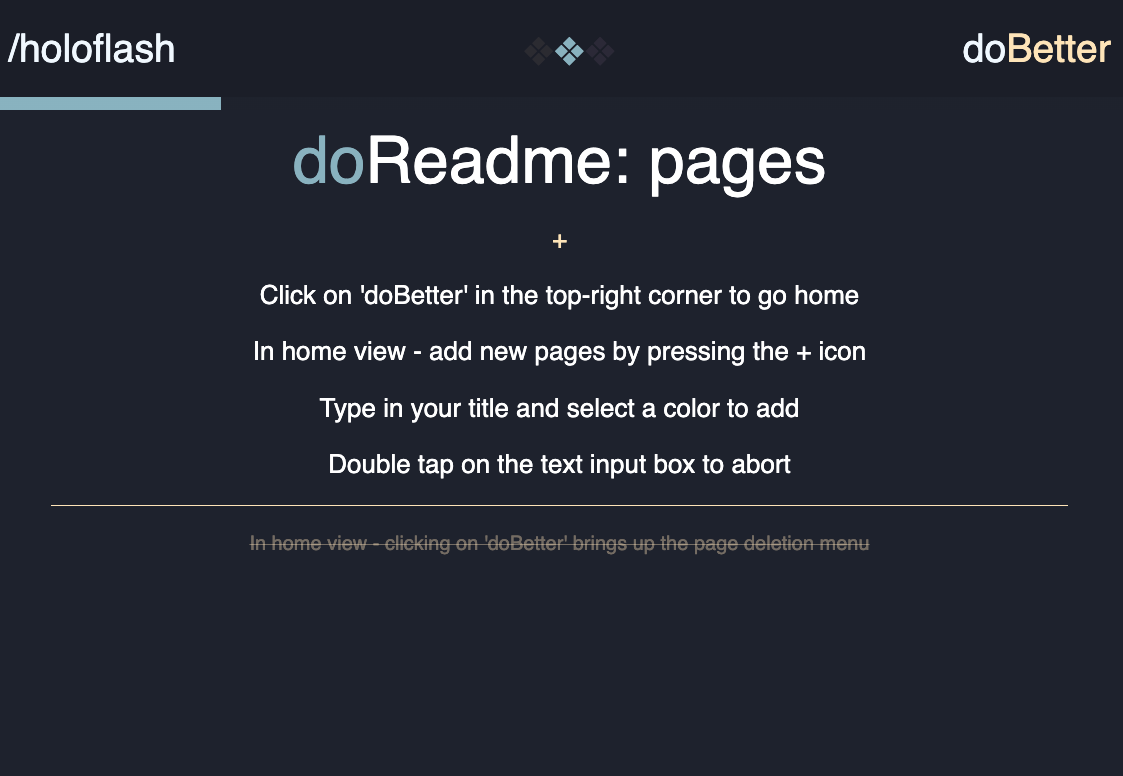 /holoflash
doBetter
doReadme: pages
+
Click on 'doBetter' in the top-right corner to go home
In home view - add new pages by pressing the + icon
Type in your title and select a color to add
Double tap on the text input box to abort
In home view - clicking on 'doBetter' brings up the page deletion menu